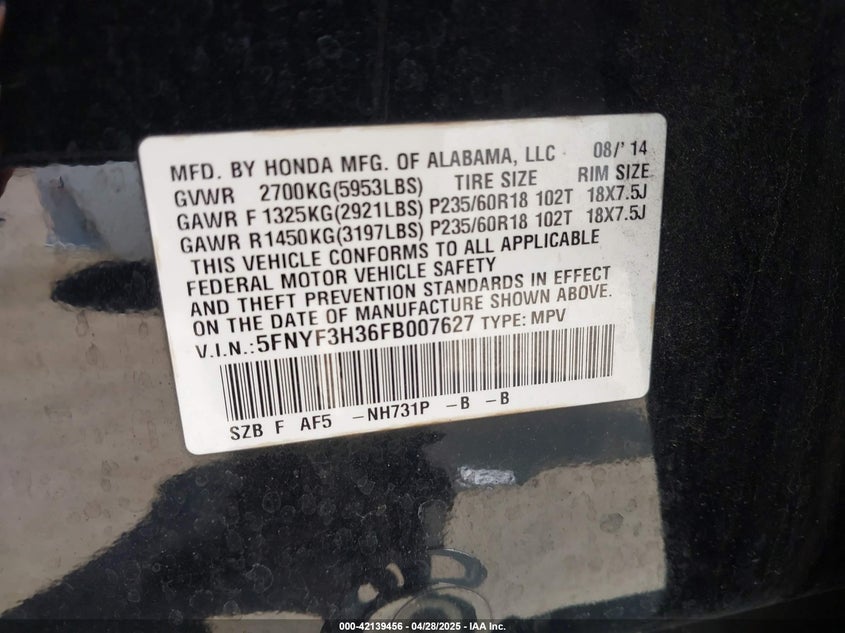 MFD. BY HONDA MFG. OF ALABAMA, LLC 08/'14
GVWR 2700KG(5953LBS) TIRE SIZE RIM SIZE
GAWR F 1325KG(2921LBS) P235/60R18 102T 18X7.5J
GAWR R1450KG(3197LBS) P235/60R18 102T 18X7.5J
THIS VEHICLE CONFORMS TO ALL APPLICABLE
FEDERAL MOTOR VEHICLE SAFETY
AND THEFT PREVENTION STANDARDS IN EFFECT
ON THE DATE OF MANUFACTURE SHOWN ABOVE.
V.I.N.:5FNYF3H36FB007627 TYPE: MPV
SZB F AF5 -NH731P -B -B
000-42139456 - 04/28/2025 - IAA Inc.